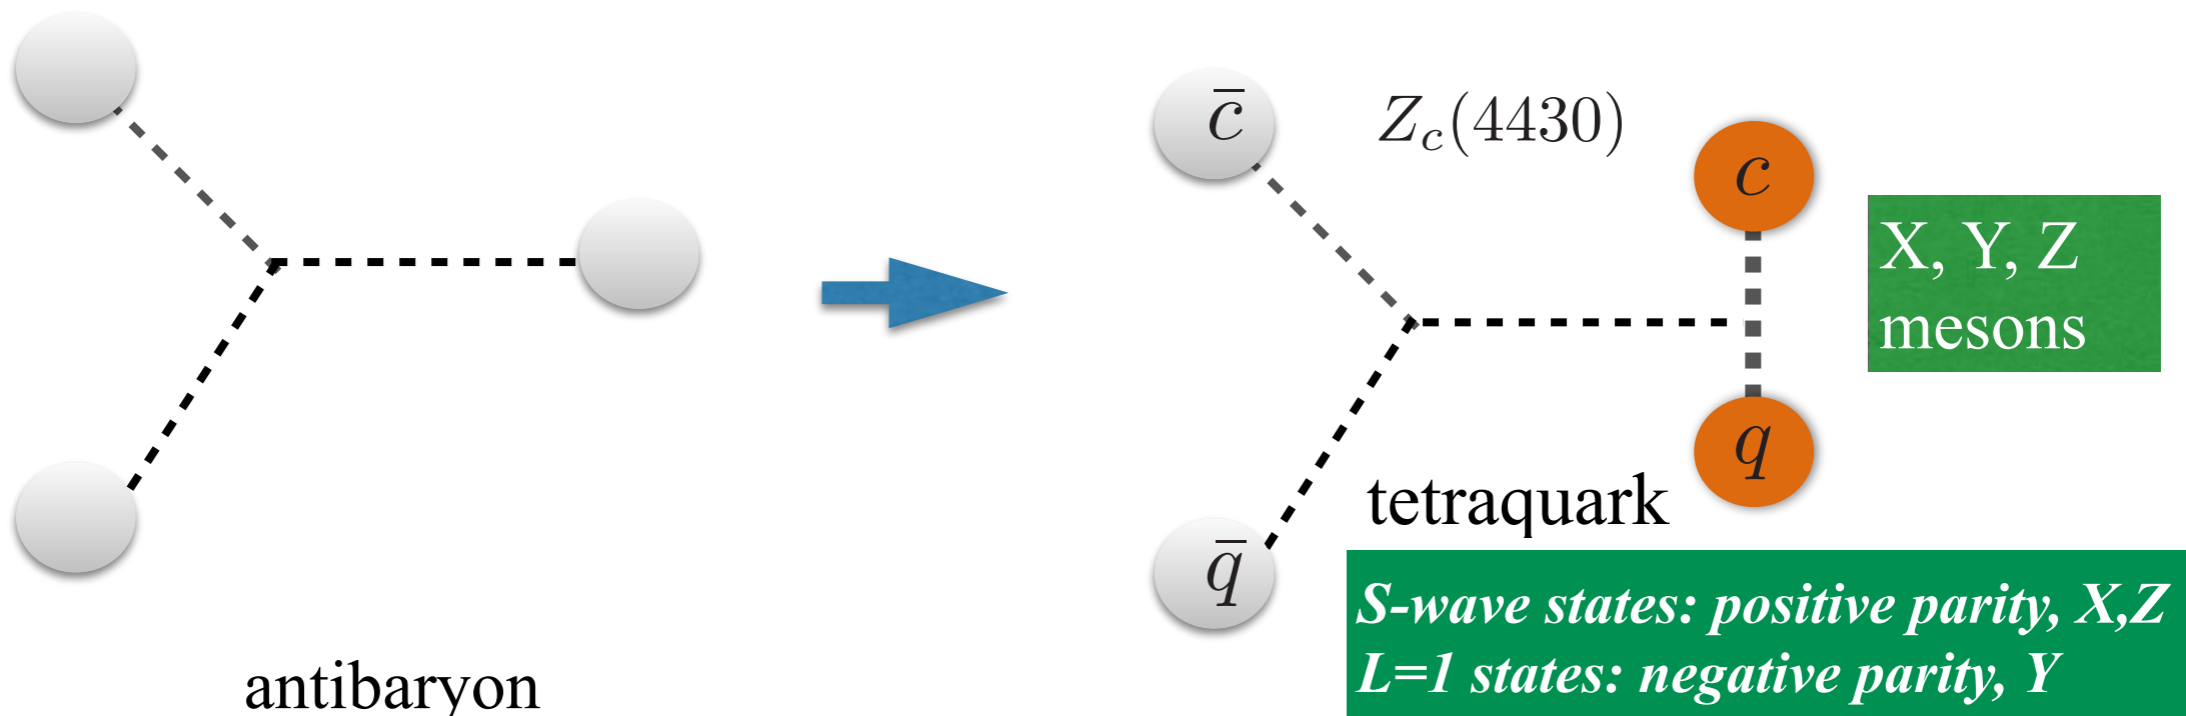 c̅
Z_c(4430)
c
X, Y, Z
mesons
q
tetraquark
q̅
S-wave states: positive parity, X,Z
L=1 states: negative parity, Y
antibaryon